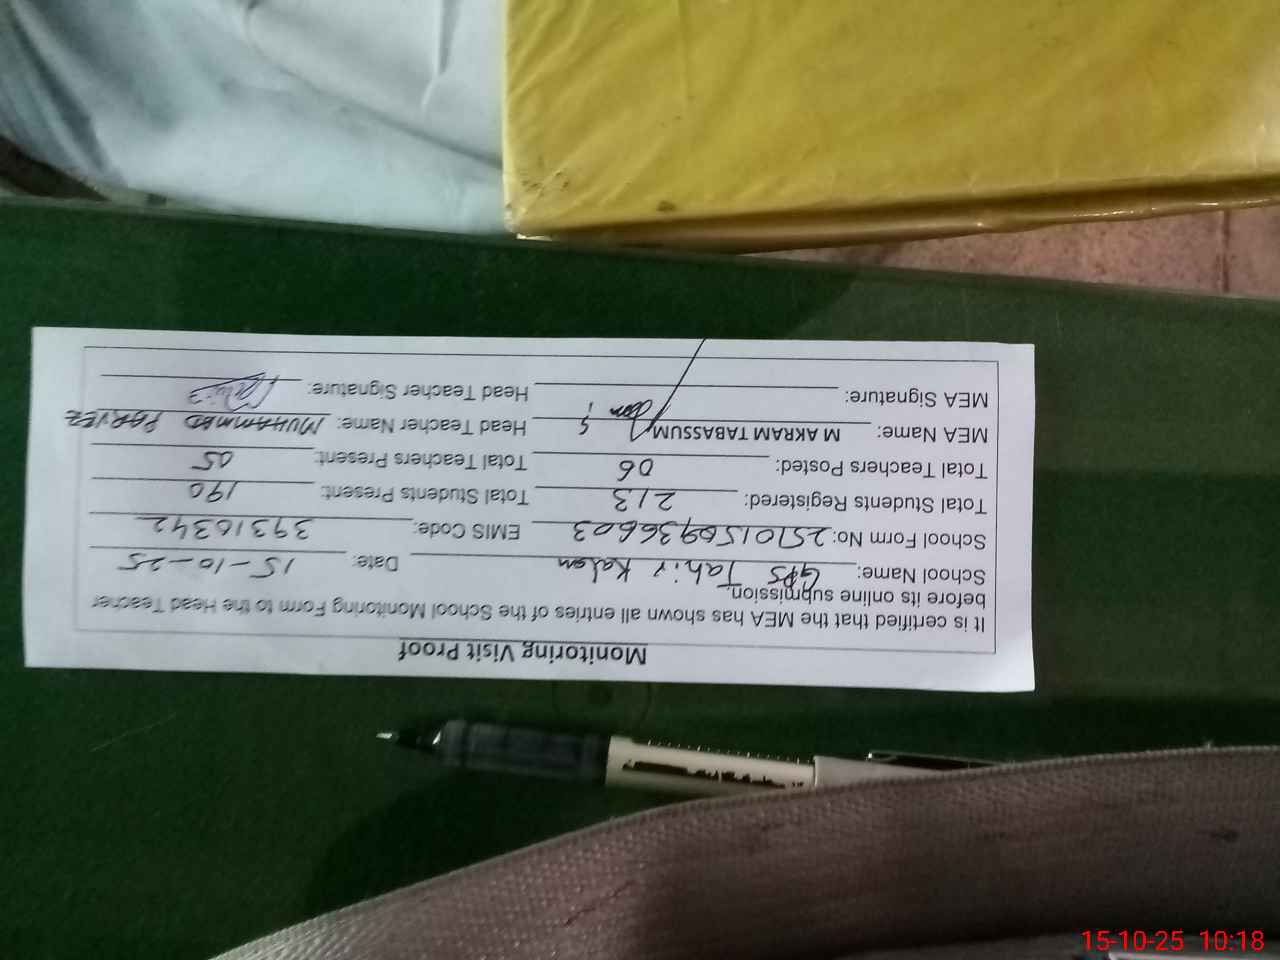 Monitoring Visit Proof
It is certified that the MEA has shown all entries of the School Monitoring Form to the Head Teacher
before its online submission.
School Name: GPS Tahir Kalan Date: 15-10-25
School Form No: 2510150936603 EMIS Code: 39310342
Total Students Registered: 213 Total Students Present: 190
Total Teachers Posted: 06 Total Teachers Present: 05
MEA Name: M AKRAM TABASSUM Head Teacher Name: MUHAMMAD PARVEZ
MEA Signature: Head Teacher Signature:
15-10-25 10:18